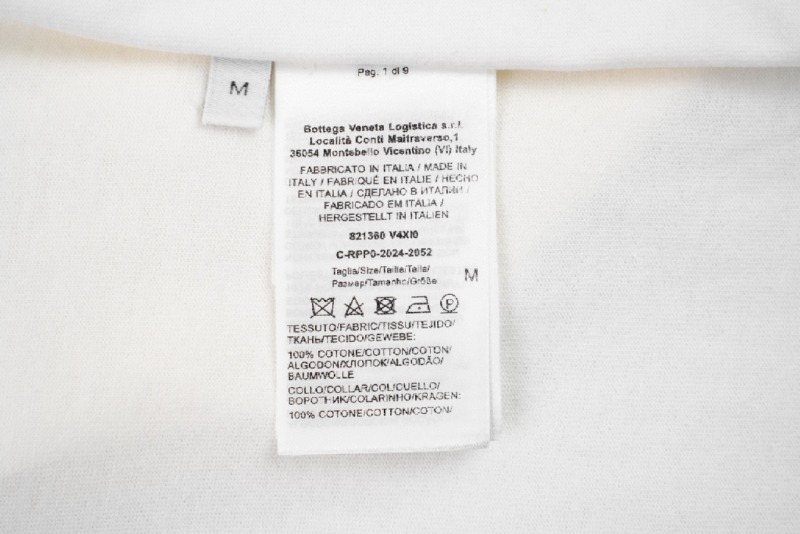 M
Pag. 1 di 9
Bottega Veneta Logistica s.r.l.
Località Conti Maltraverso,1
36054 Montebello Vicentino (VI) Italy
FABBRICATO IN ITALIA / MADE IN
ITALY / FABRIQUÉ EN ITALIE / HECHO
EN ITALIA / СДЕЛАНО В ИТАЛИИ /
FABRICADO EM ITALIA /
HERGESTELLT IN ITALIEN
821360 V4XI0
C-RPP0-2024-2052
Taglia/Size/Taille/Talla/
Размер/Tamanho/Größe
M
P
TESSUTO/FABRIC/TISSU/TEJIDO/
ТКАНЬ/TECIDO/GEWEBE:
100% COTONE/COTTON/COTON/
ALGODON/ХЛОПОК/ALGODÃO/
BAUMWOLLE
COLLO/COLLAR/COL/CUELLO/
ВОРОТНИК/COLARINHO/KRAGEN:
100% COTONE/COTTON/COTON/